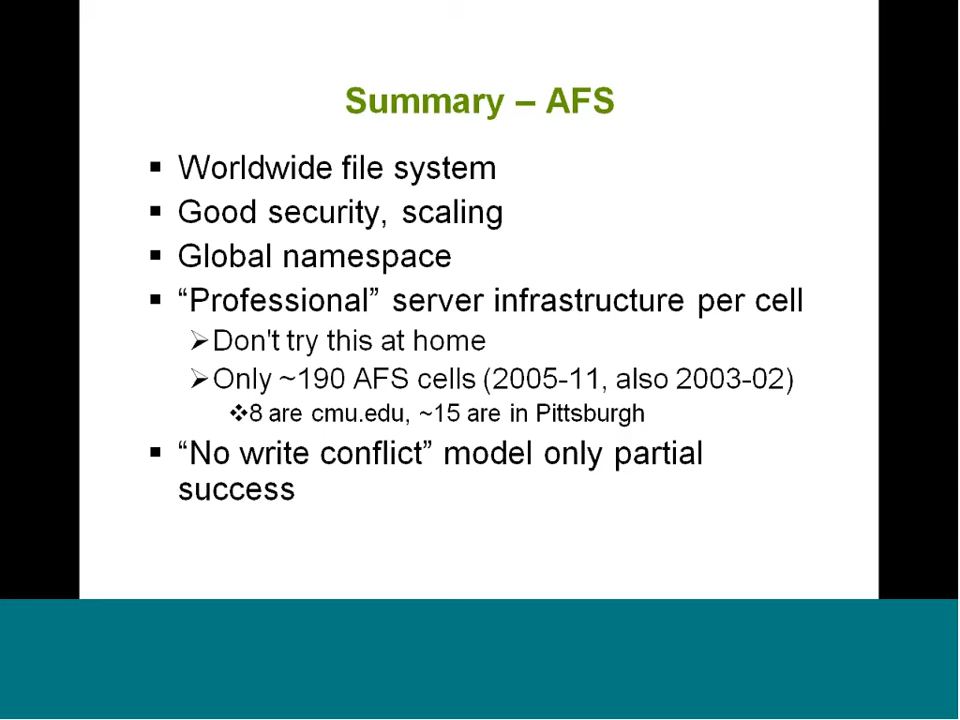 Summary – AFS
Worldwide file system
Good security, scaling
Global namespace
“Professional” server infrastructure per cell
Don't try this at home
Only ~190 AFS cells (2005-11, also 2003-02)
8 are cmu.edu, ~15 are in Pittsburgh
“No write conflict” model only partial
success